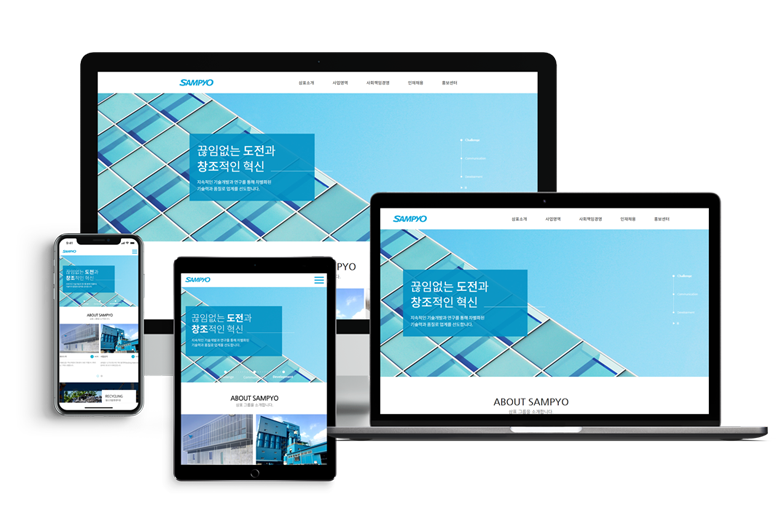 SAMPYO
삼표소개 사업영역 사회책임경영 인재채용 홍보센터
끊임없는 도전과
창조적인 혁신
지속적인 기술개발과 연구를 통해 차별화된
기술력과 품질로 업계를 선도합니다.
Challenge
PYO
SAMPYO
삼표소개 사업영역 사회책임경영 인재채용 홍보센터
끊임없는 도전과
창조적인 혁신
지속적인 기술개발과 연구를 통해 차별화된
기술력과 품질로 업계를 선도합니다.
Challenge
ABOUT SAMPYO
삼표 그룹을 소개합니다.
SAMPYO
끊임없는 도전과
창조적인 혁신
ABOUT SAMPYO
RECYCLING
SAMPYO
끊임없는 도전과
창조적인 혁신
지속적인 기술개발과 연구를 통해 차별화된
기술력과 품질로 업계를 선도합니다.
ABOUT SAMPYO
삼표 그룹을 소개합니다.